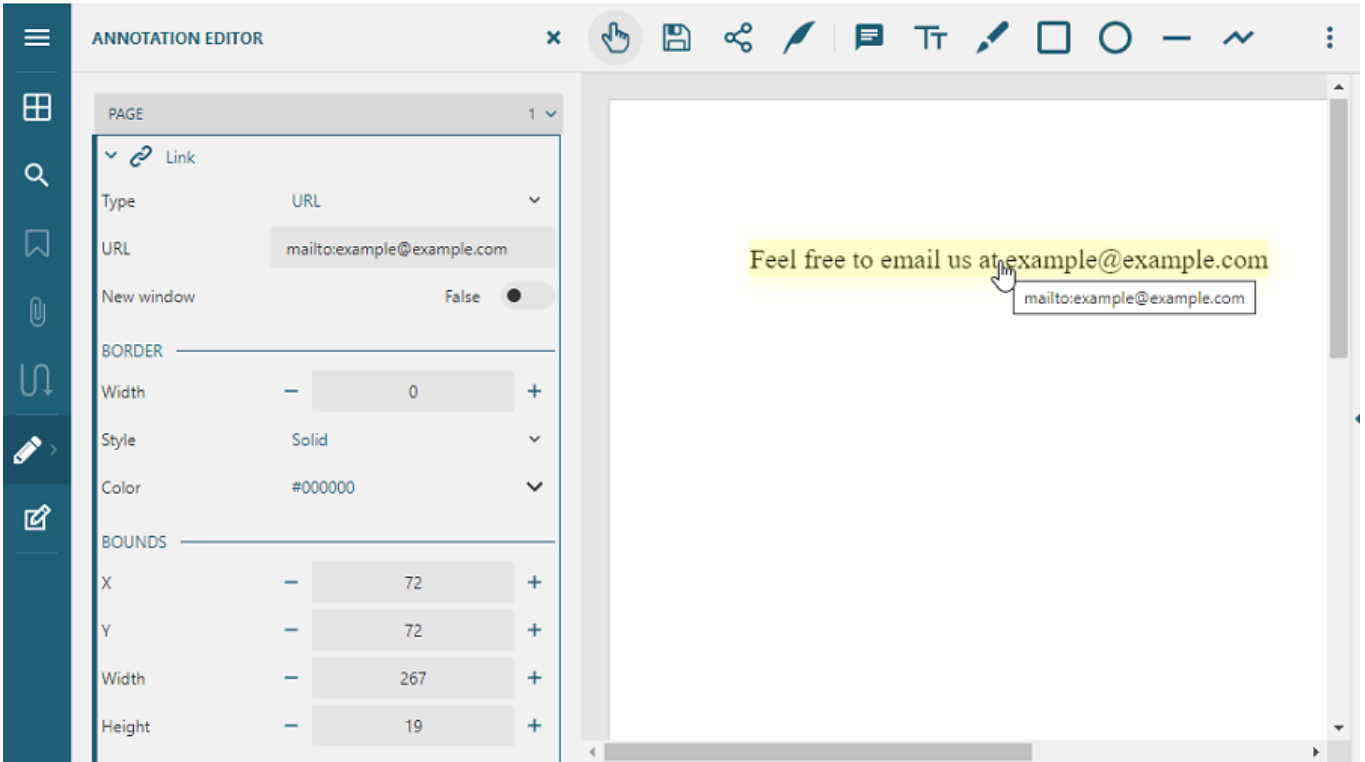 ANNOTATION EDITOR
PAGE 1
Link
Type URL
URL mailto:example@example.com
New window False
BORDER
Width 0
Style Solid
Color #000000
BOUNDS
X 72
Y 72
Width 267
Height 19
TT
Feel free to email us at example@example.com
mailto:example@example.com